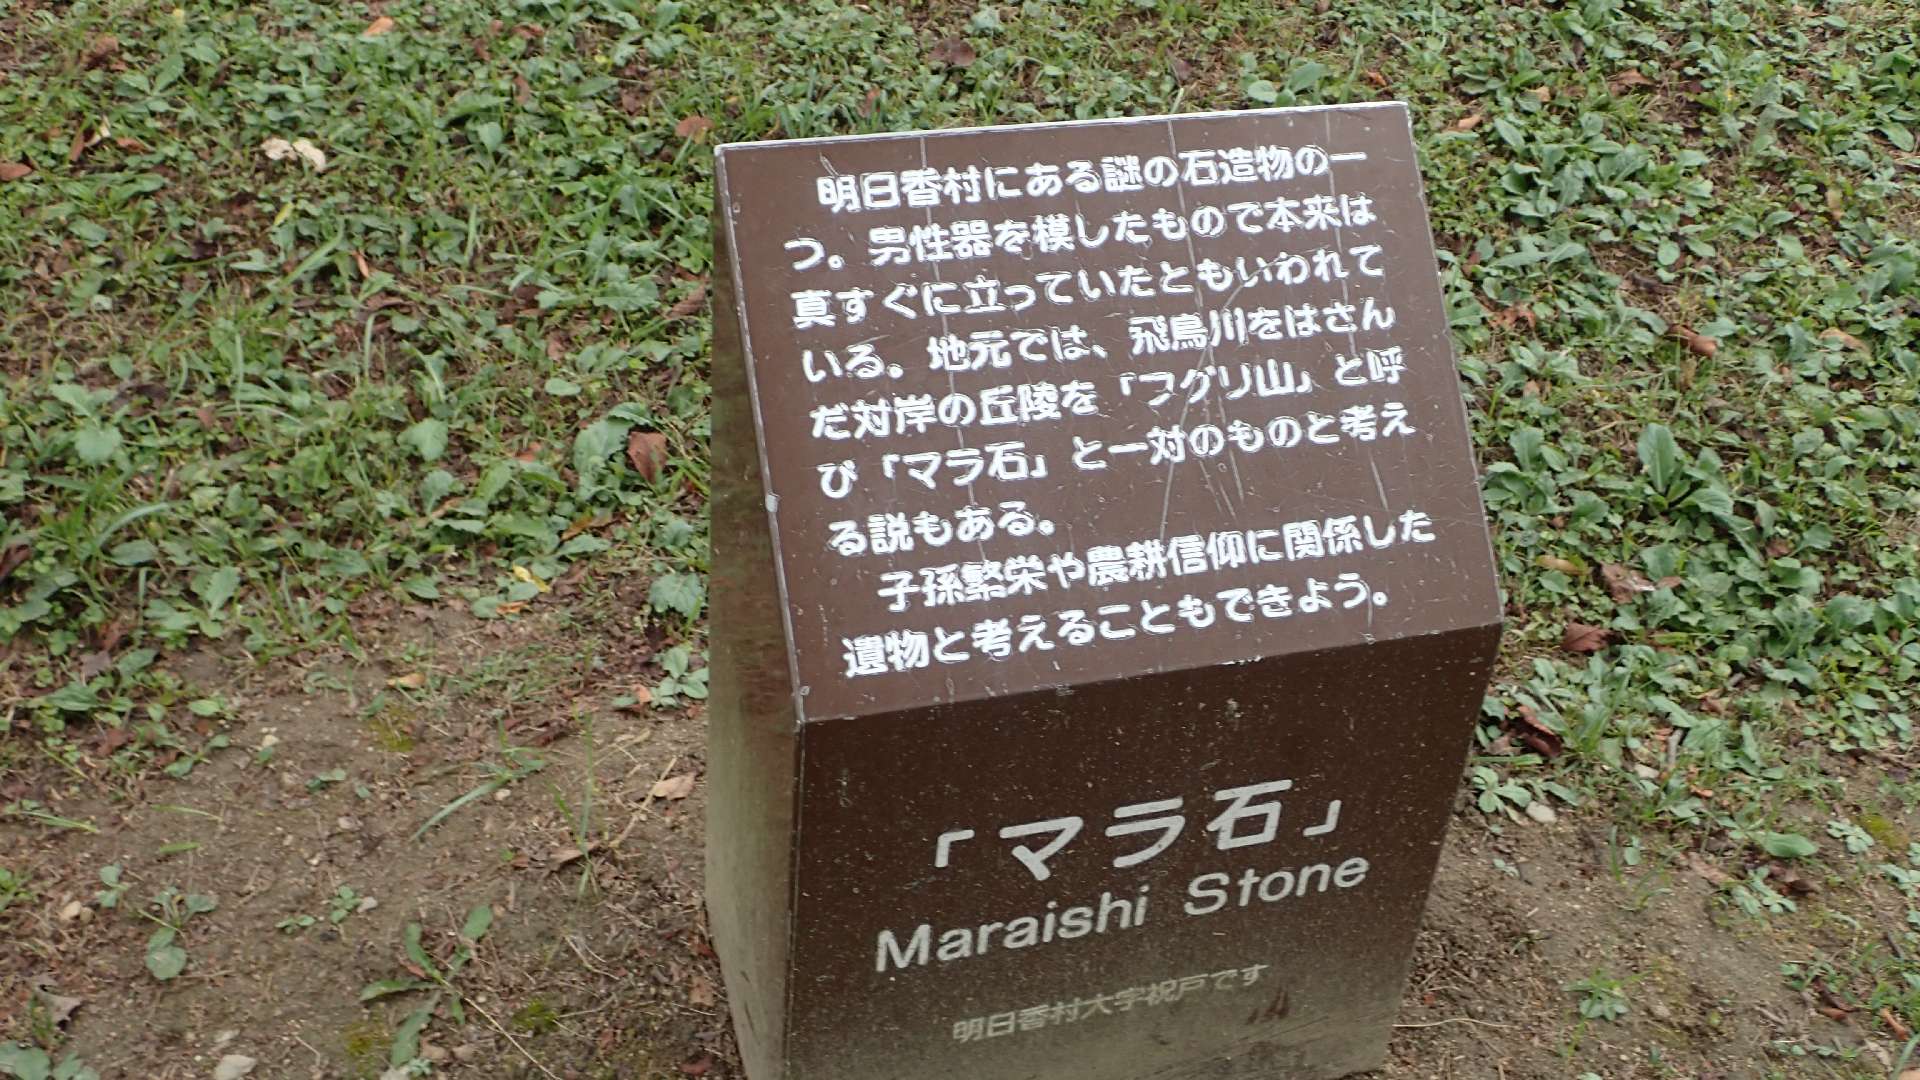 明日香村にある謎の石造物の一
つ。男性器を模したもので本来は
真すぐに立っていたともいわれて
いる。地元では、飛鳥川をはさん
だ対岸の丘陵を「フグリ山」と呼
び「マラ石」と一対のものと考え
る説もある。
子孫繁栄や農耕信仰に関係した
遺物と考えることもできよう。
「マラ石」
Maraishi Stone
明日香村大字祝戸です